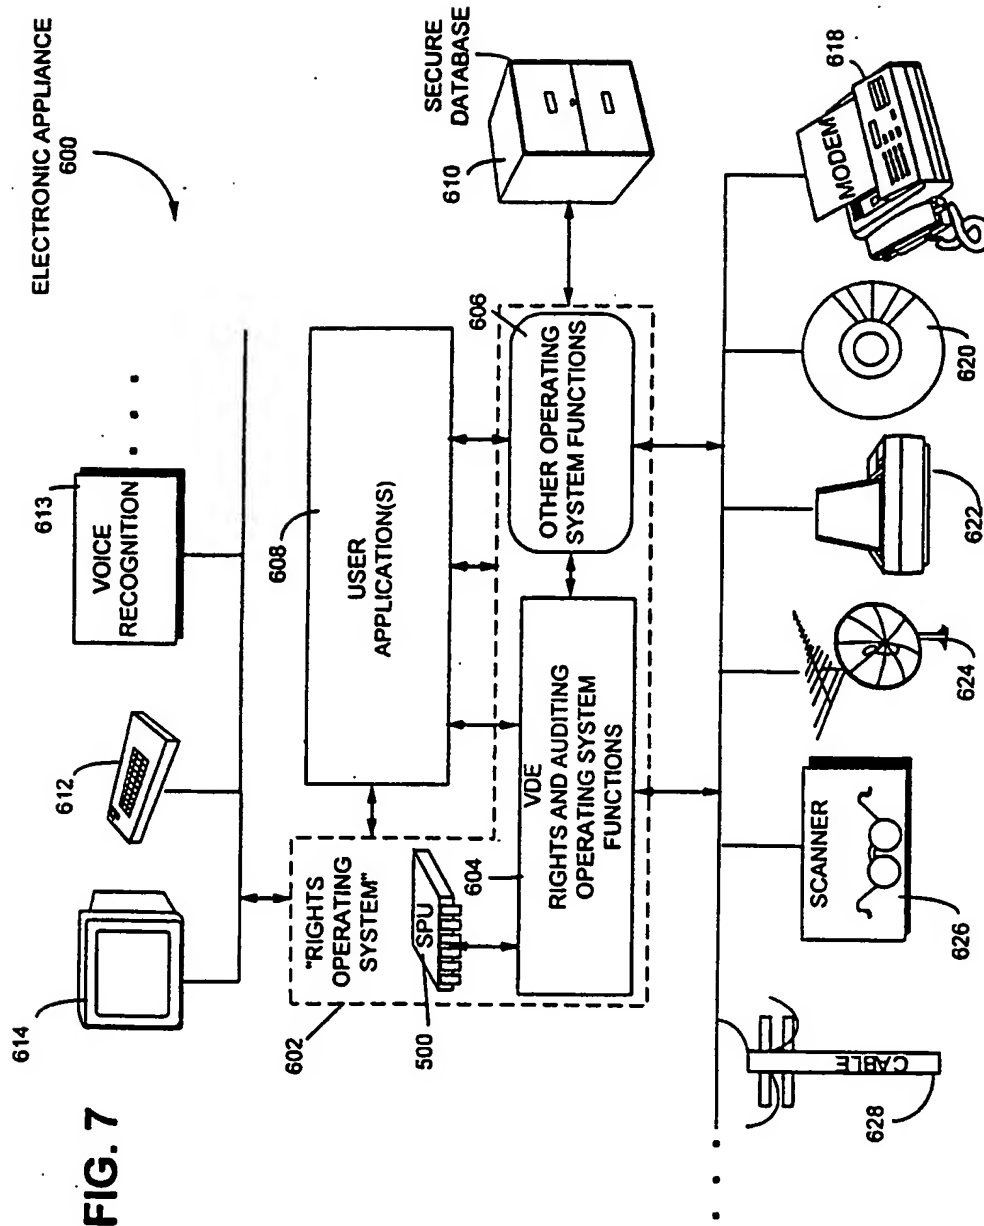 FIG. 7
ELECTRONIC APPLIANCE
600
614
612
613
VOICE
RECOGNITION
602
"RIGHTS
OPERATING
SYSTEM"
608
USER
APPLICATION(S)
500
SPU
604
VDE
RIGHTS AND AUDITING
OPERATING SYSTEM
FUNCTIONS
606
OTHER OPERATING
SYSTEM FUNCTIONS
610
SECURE
DATABASE
628
CABLE
SCANNER
626
624
622
620
MODEM
618